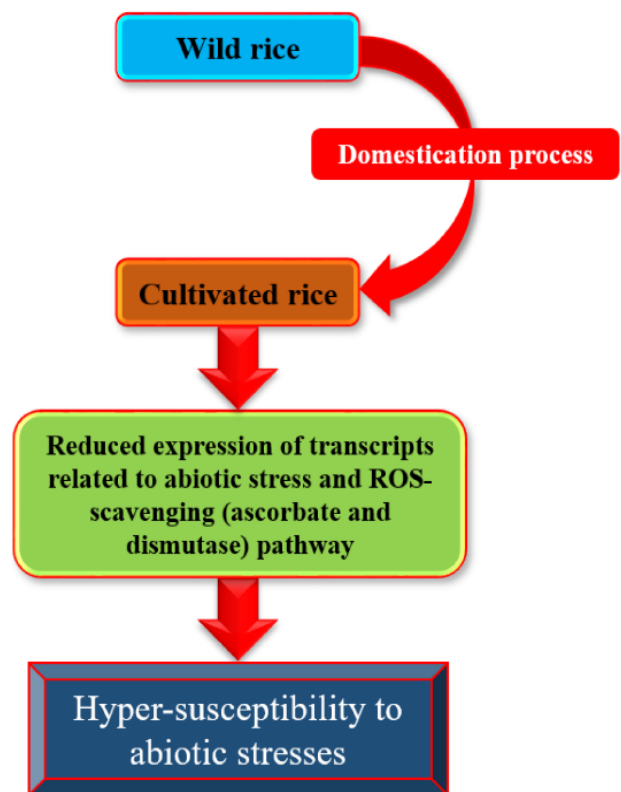 Wild rice
Domestication process
Cultivated rice
Reduced expression of transcripts
related to abiotic stress and ROS-
scavenging (ascorbate and
dismutase) pathway
Hyper-susceptibility to
abiotic stresses